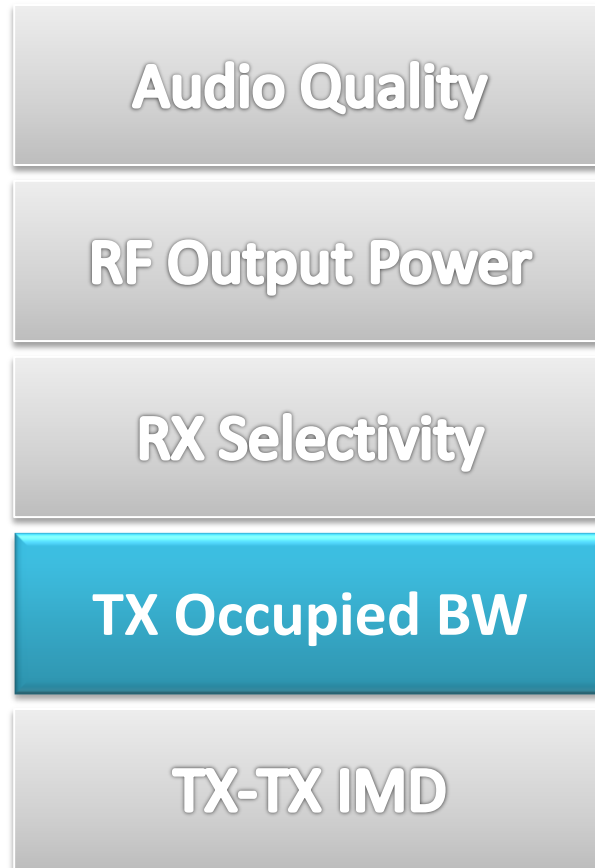 Audio Quality
RF Output Power
RX Selectivity
TX Occupied BW
TX-TX IMD